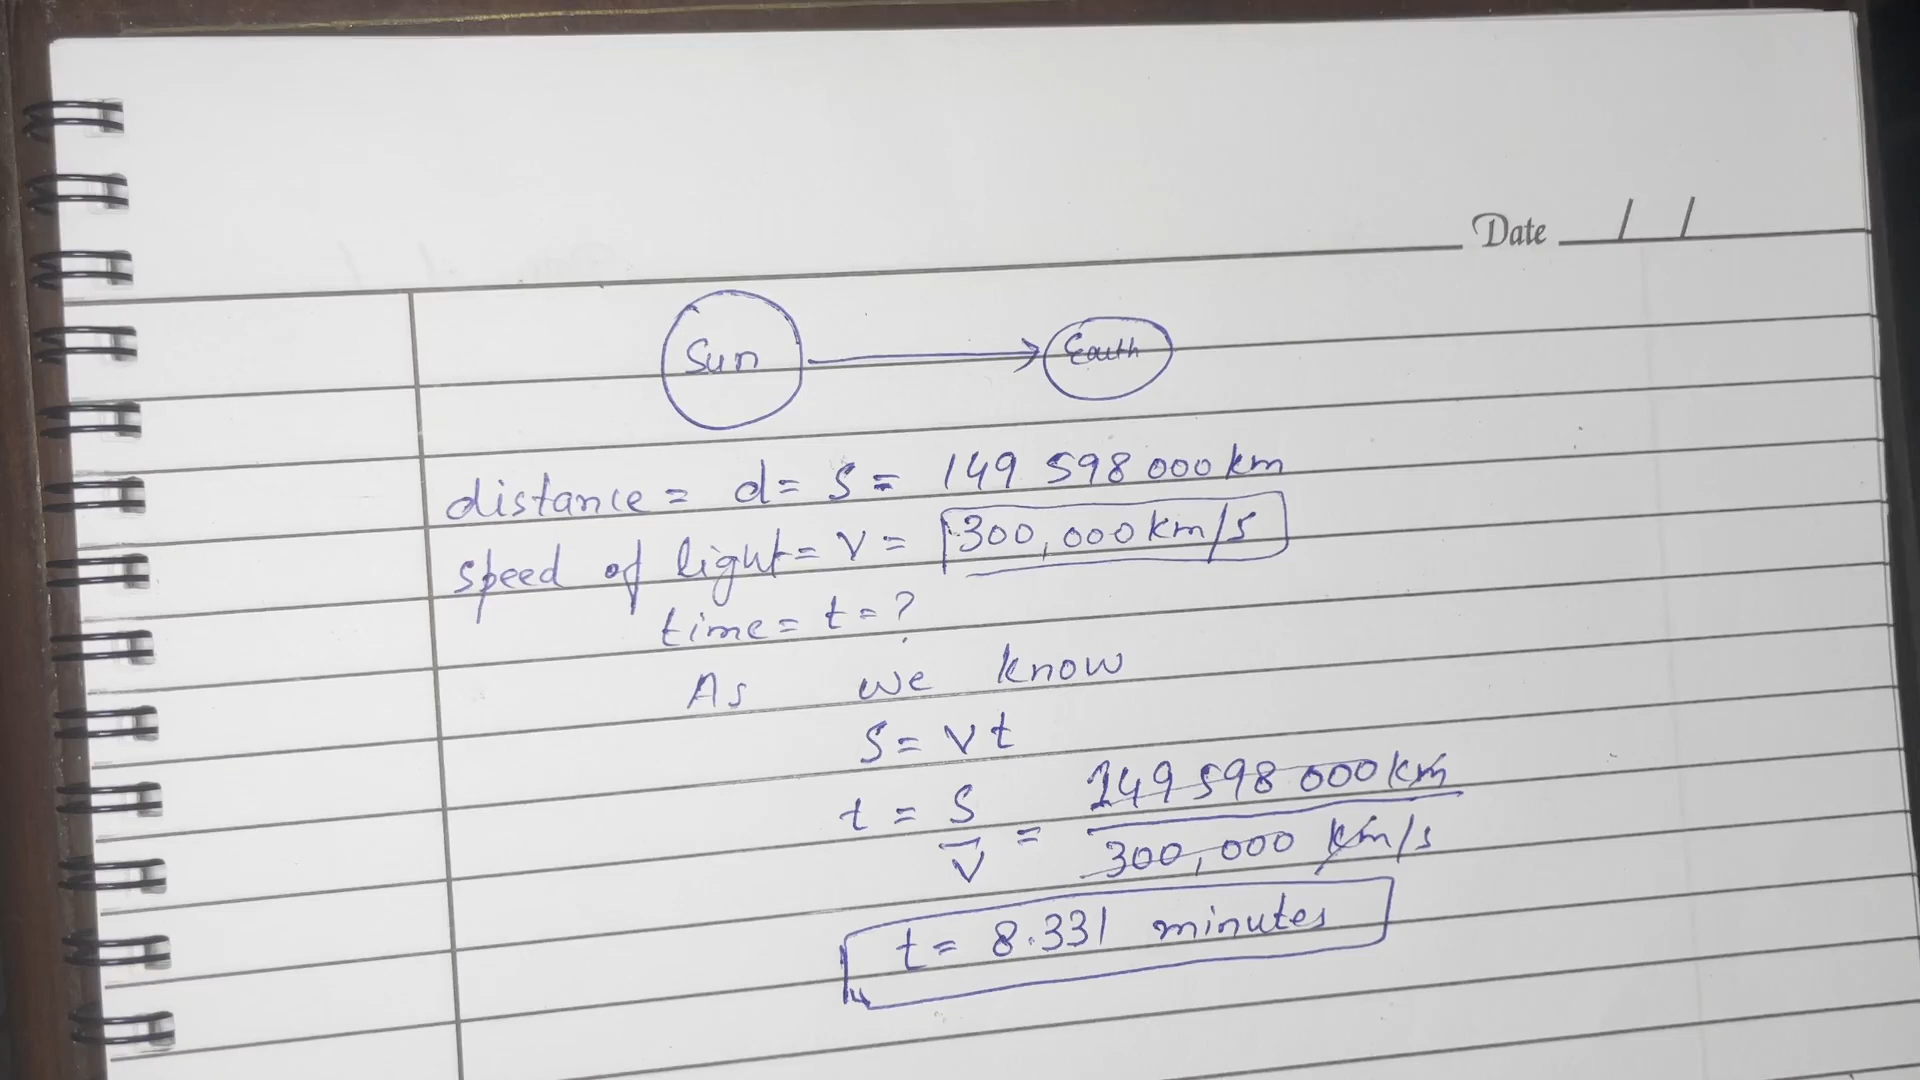 Date / /
Sun Earth
distance = d = S = 149 598 000 km
speed of light = v = 300,000 km/s
time = t = ?
As we know
S = vt
t = S/v = 149 598 000 km / 300,000 km/s
t = 8.331 minutes